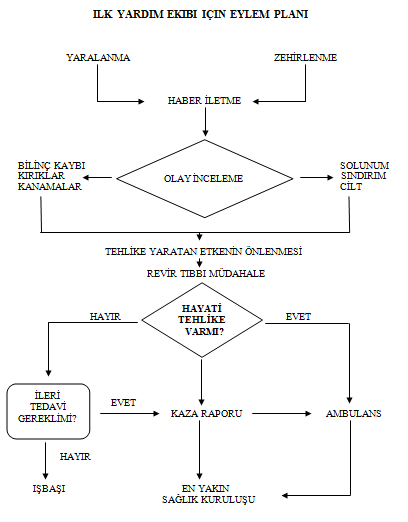 ILK YARDIM EKIBI IÇIN EYLEM PLANI
YARALANMA
ZEHİRLENME
HABER İLETME
BİLİNÇ KAYBI
KIRIKLAR
KANAMALAR
OLAY İNCELEME
SOLUNUM
SINDIRIM
CİLT
TEHLİKE YARATAN ETKENİN ÖNLENMESİ
REVİR TIBBI MÜDAHALE
HAYIR
HAYATİ
TEHLİKE
VARMI?
EVET
İLERİ
TEDAVİ
GEREKLİMİ?
EVET
KAZA RAPORU
AMBULANS
HAYIR
IŞBAŞI
EN YAKIN
SAĞLIK KURULUŞU